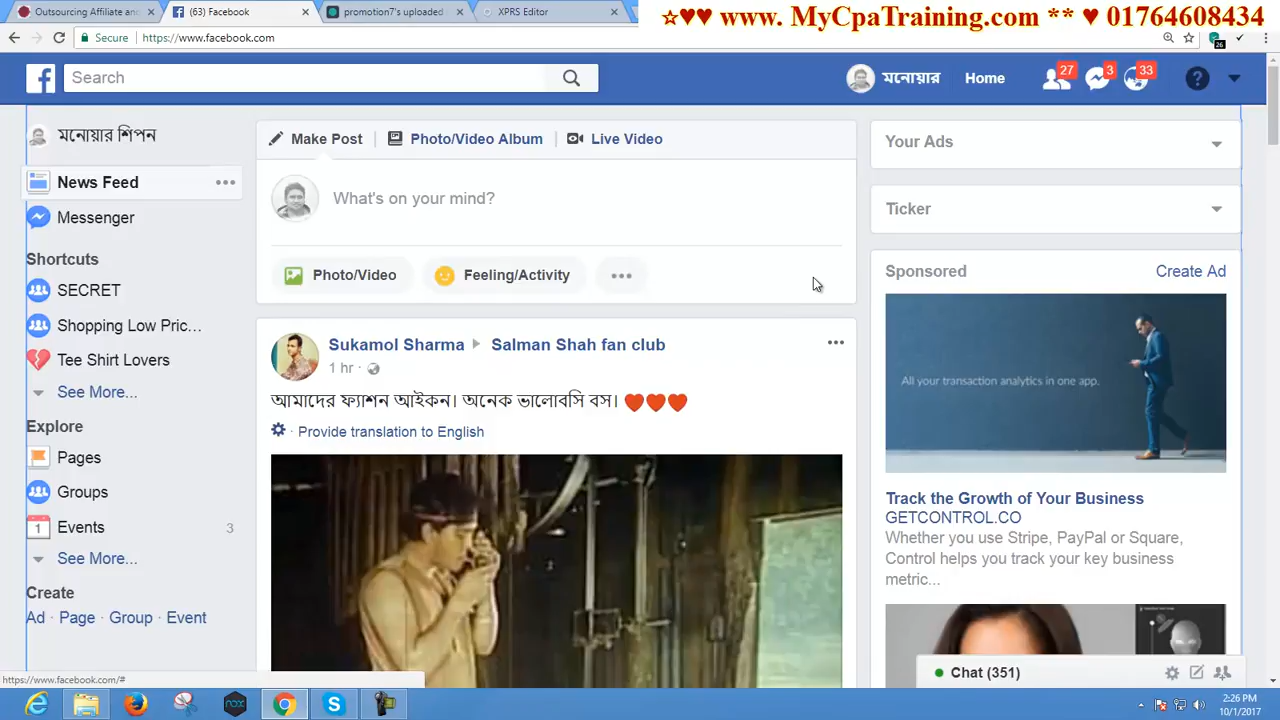 Outsourcing Affiliate and
(63) Facebook
promotion7's uploaded
XPRS Editor
☆♥♥ www. MyCpaTraining.com ** ♥ 01764608434
Secure
https://www.facebook.com
26
Search
মনোয়ার
Home
27
3
33
?
মনোয়ার শিপন
News Feed
Messenger
Shortcuts
SECRET
Shopping Low Pric...
Tee Shirt Lovers
See More...
Explore
Pages
Groups
1
Events
3
See More...
Create
Ad · Page · Group · Event
Make Post
Photo/Video Album
Live Video
What's on your mind?
Photo/Video
Feeling/Activity
Sukamol Sharma
Salman Shah fan club
1 hr ·
আমাদের ফ্যাশন আইকন। অনেক ভালোবসি বস। ♥♥♥
· Provide translation to English
Your Ads
Ticker
Sponsored
Create Ad
All your transaction analytics in one app.
Track the Growth of Your Business
GETCONTROL.CO
Whether you use Stripe, PayPal or Square,
Control helps you track your key business
metric...
Chat (351)
https://www.facebook.com/#
nox
2:26 PM
10/1/2017